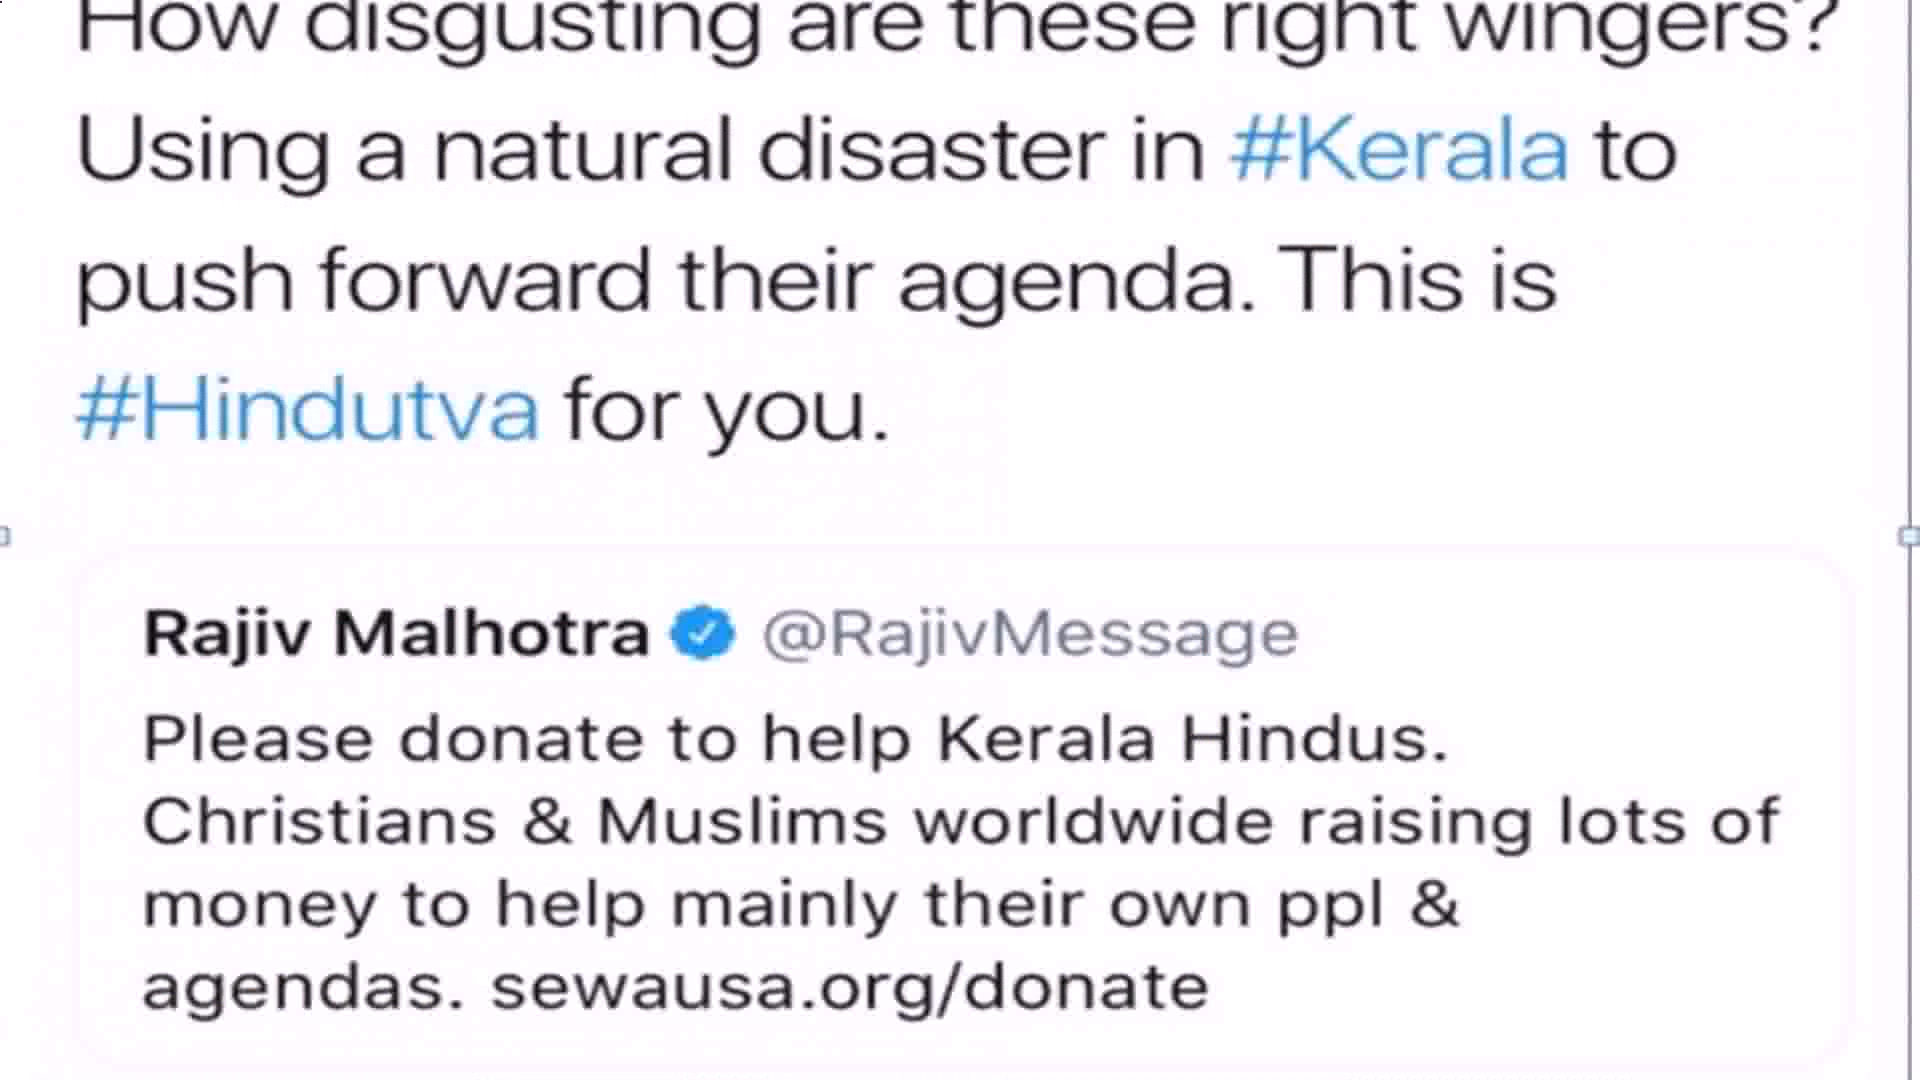 How disgusting are these right wingers?
Using a natural disaster in #Kerala to
push forward their agenda. This is
#Hindutva for you.
Rajiv Malhotra @RajivMessage
Please donate to help Kerala Hindus.
Christians & Muslims worldwide raising lots of
money to help mainly their own ppl &
agendas. sewausa.org/donate